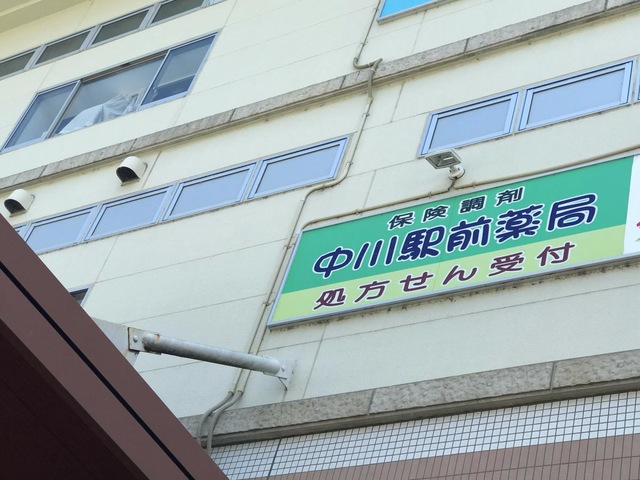 保険調剤
中川駅前薬局
処方せん受付